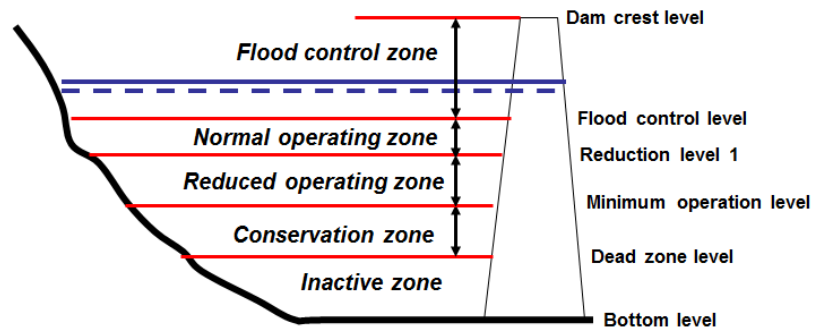 Dam crest level
Flood control zone
Flood control level
Normal operating zone
Reduction level 1
Reduced operating zone
Minimum operation level
Conservation zone
Dead zone level
Inactive zone
Bottom level